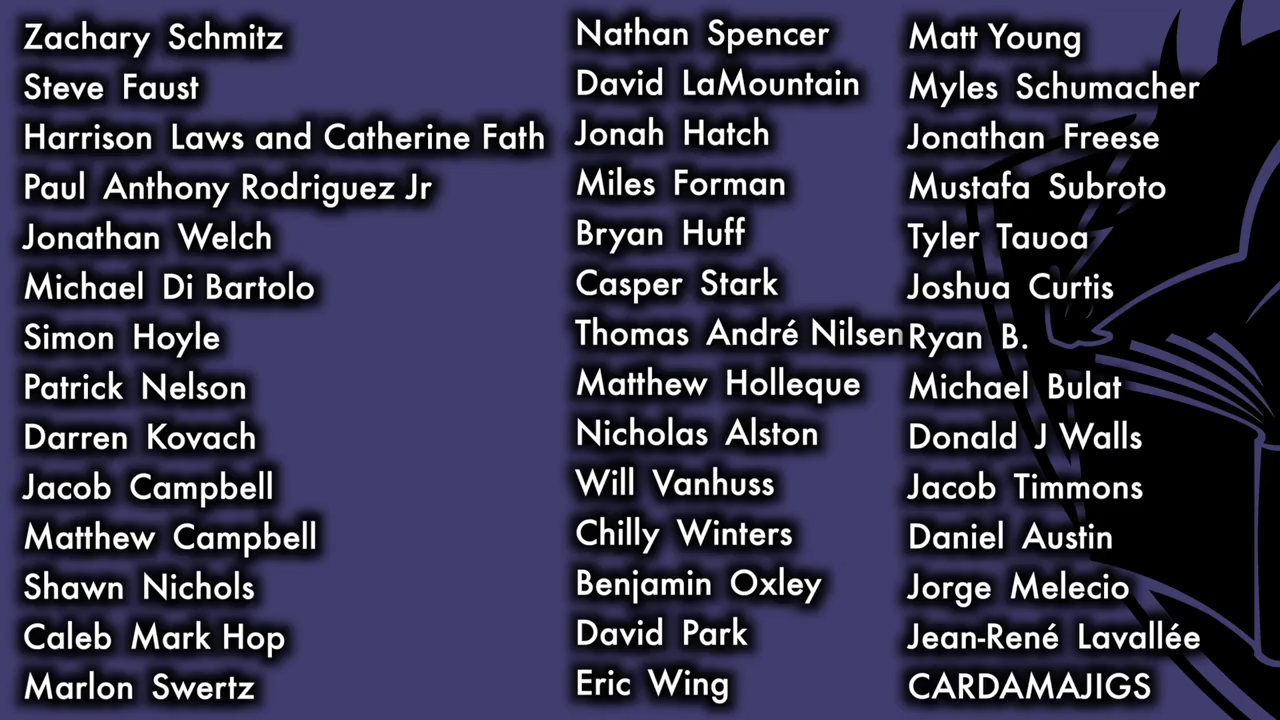 Zachary Schmitz
Steve Faust
Harrison Laws and Catherine Fath
Paul Anthony Rodriguez Jr
Jonathan Welch
Michael Di Bartolo
Simon Hoyle
Patrick Nelson
Darren Kovach
Jacob Campbell
Matthew Campbell
Shawn Nichols
Caleb Mark Hop
Marlon Swertz
Nathan Spencer
David LaMountain
Jonah Hatch
Miles Forman
Bryan Huff
Casper Stark
Thomas André Nilsen
Matthew Holleque
Nicholas Alston
Will Vanhuss
Chilly Winters
Benjamin Oxley
David Park
Eric Wing
Matt Young
Myles Schumacher
Jonathan Freese
Mustafa Subroto
Tyler Tauoa
Joshua Curtis
Ryan B.
Michael Bulat
Donald J Walls
Jacob Timmons
Daniel Austin
Jorge Melecio
Jean-René Lavallée
CARDAMAJIGS